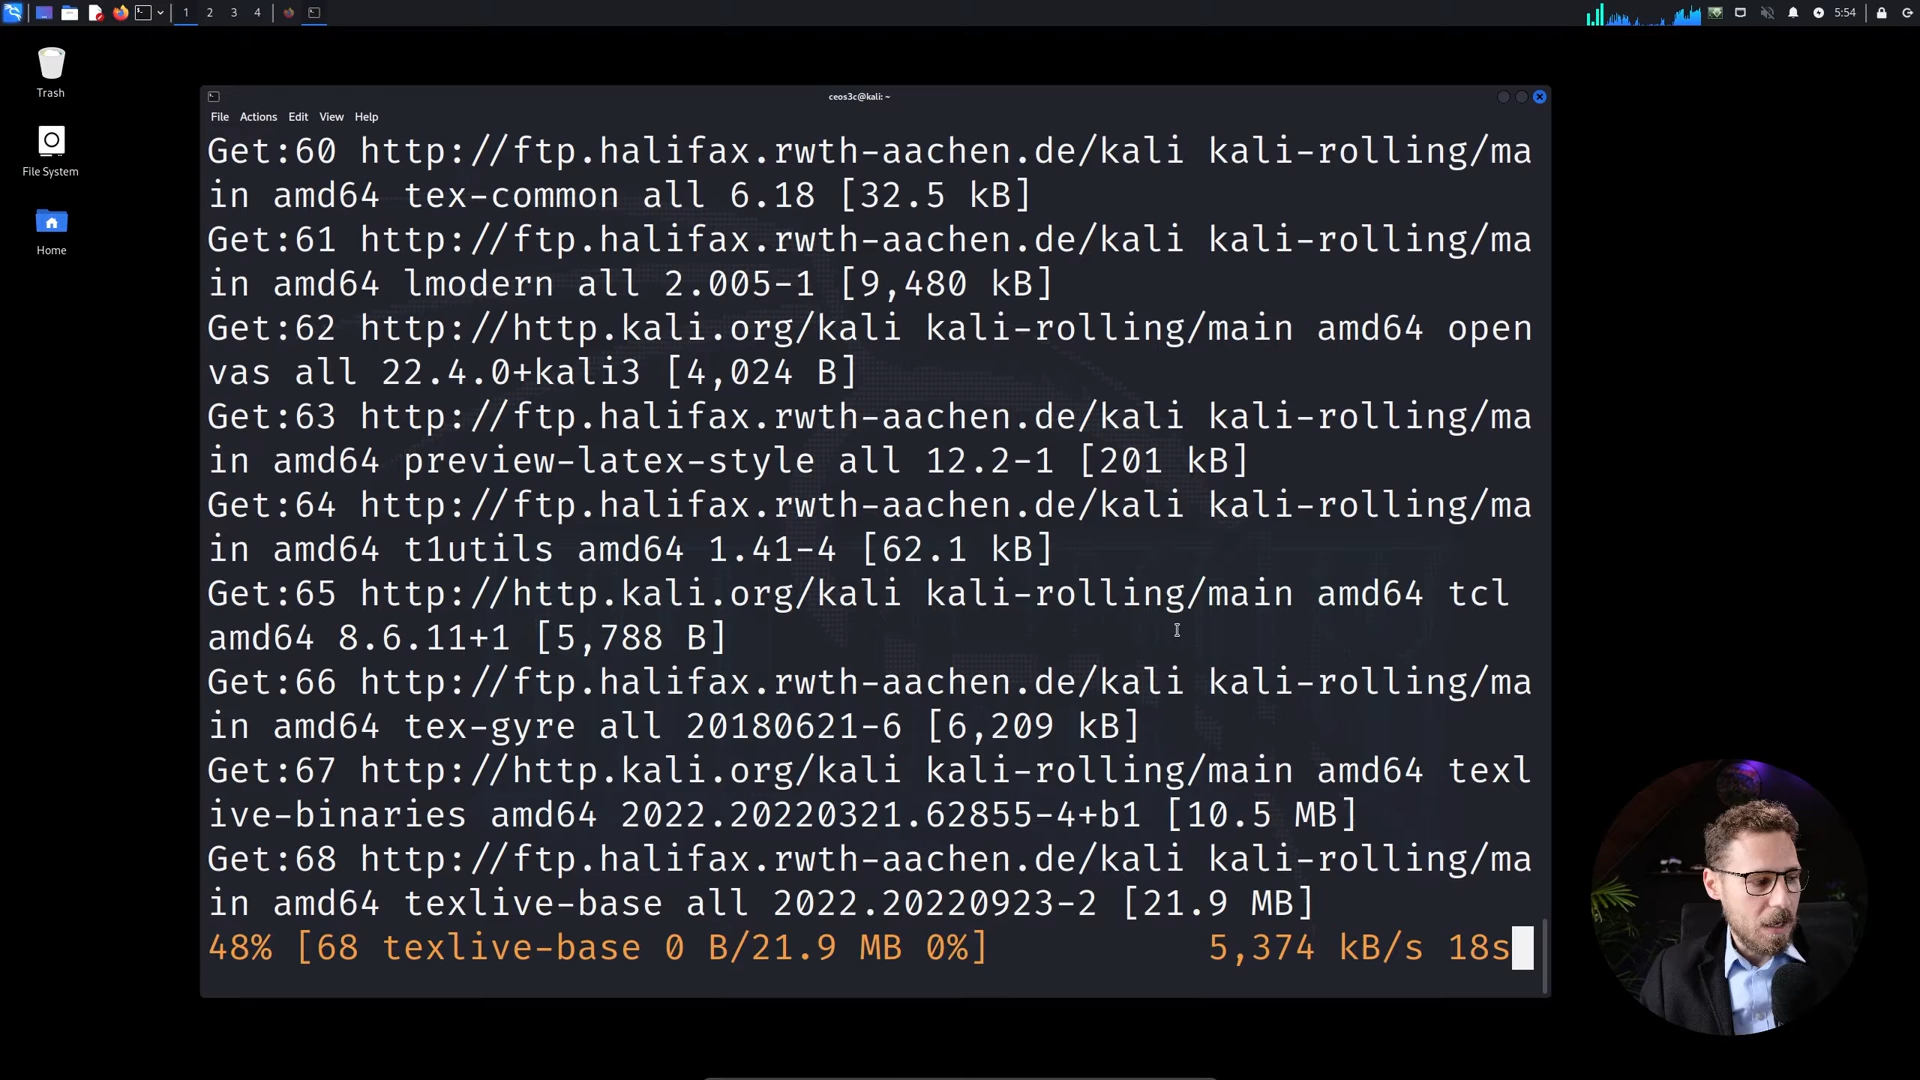 1 2 3 4
5:54
Trash
File System
Home
ceos3c@kali: ~
File Actions Edit View Help
Get:60 http://ftp.halifax.rwth-aachen.de/kali kali-rolling/ma
in amd64 tex-common all 6.18 [32.5 kB]
Get:61 http://ftp.halifax.rwth-aachen.de/kali kali-rolling/ma
in amd64 lmodern all 2.005-1 [9,480 kB]
Get:62 http://http.kali.org/kali kali-rolling/main amd64 open
vas all 22.4.0+kali3 [4,024 B]
Get:63 http://ftp.halifax.rwth-aachen.de/kali kali-rolling/ma
in amd64 preview-latex-style all 12.2-1 [201 kB]
Get:64 http://ftp.halifax.rwth-aachen.de/kali kali-rolling/ma
in amd64 t1utils amd64 1.41-4 [62.1 kB]
Get:65 http://http.kali.org/kali kali-rolling/main amd64 tcl
amd64 8.6.11+1 [5,788 B]
Get:66 http://ftp.halifax.rwth-aachen.de/kali kali-rolling/ma
in amd64 tex-gyre all 20180621-6 [6,209 kB]
Get:67 http://http.kali.org/kali kali-rolling/main amd64 texl
ive-binaries amd64 2022.20220321.62855-4+b1 [10.5 MB]
Get:68 http://ftp.halifax.rwth-aachen.de/kali kali-rolling/ma
in amd64 texlive-base all 2022.20220923-2 [21.9 MB]
48% [68 texlive-base 0 B/21.9 MB 0%] 5,374 kB/s 18s